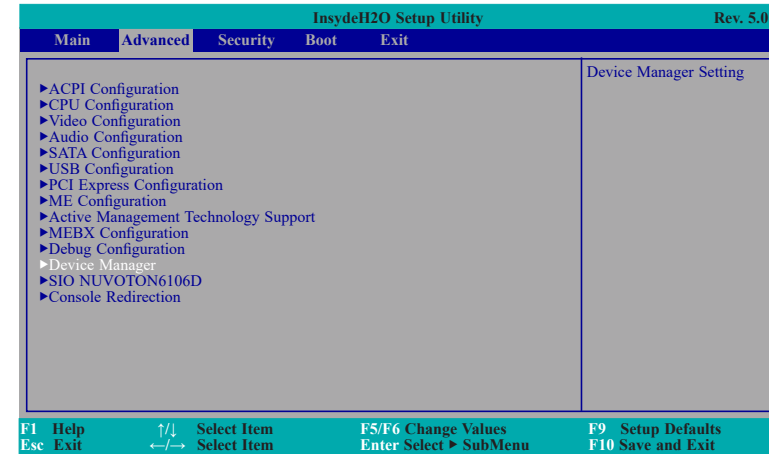 InsydeH2O Setup Utility Rev. 5.0
Main Advanced Security Boot Exit
Device Manager Setting
►ACPI Configuration
►CPU Configuration
►Video Configuration
►Audio Configuration
►SATA Configuration
►USB Configuration
►PCI Express Configuration
►ME Configuration
►Active Management Technology Support
►MEBX Configuration
►Debug Configuration
►Device Manager
►SIO NUVOTON6106D
►Console Redirection
F1 Help ↑/↓ Select Item F5/F6 Change Values F9 Setup Defaults
Esc Exit ←/→ Select Item Enter Select ► SubMenu F10 Save and Exit